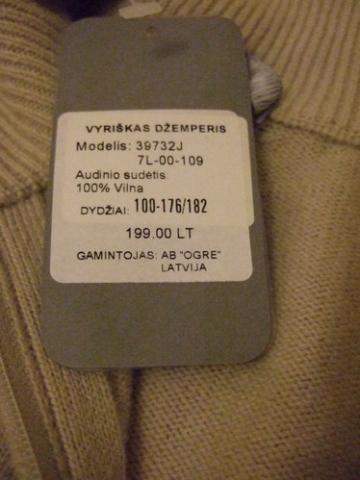 VYRIŠKAS DŽEMPERIS
Modelis: 39732J
7L-00-109
Audinio sudėtis:
100% Vilna
DYDŽIAI: 100-176/182
199.00 LT
GAMINTOJAS: AB "OGRE"
LATVIJA